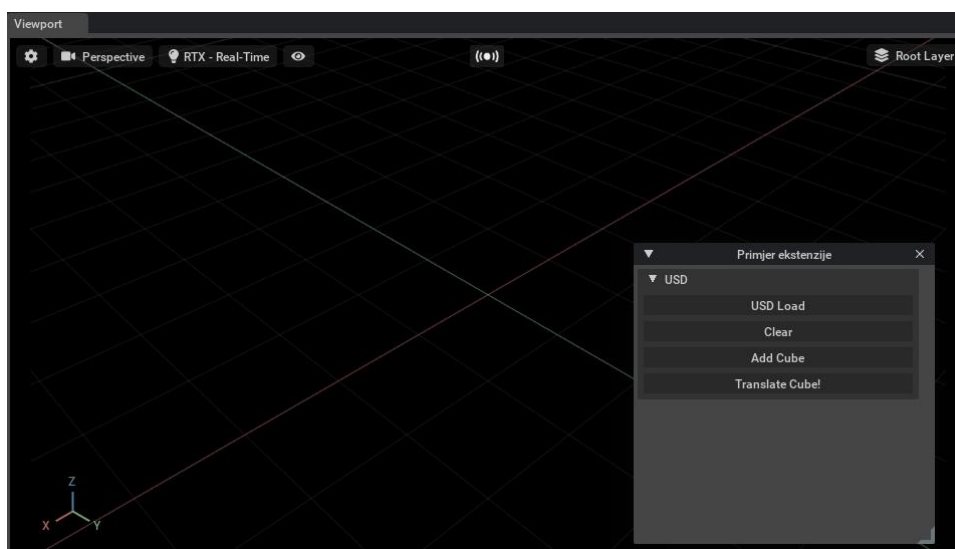 Viewport
Perspective
RTX - Real-Time
Root Layer
Primjer ekstenzije
USD
USD Load
Clear
Add Cube
Translate Cube!
Z
X
Y